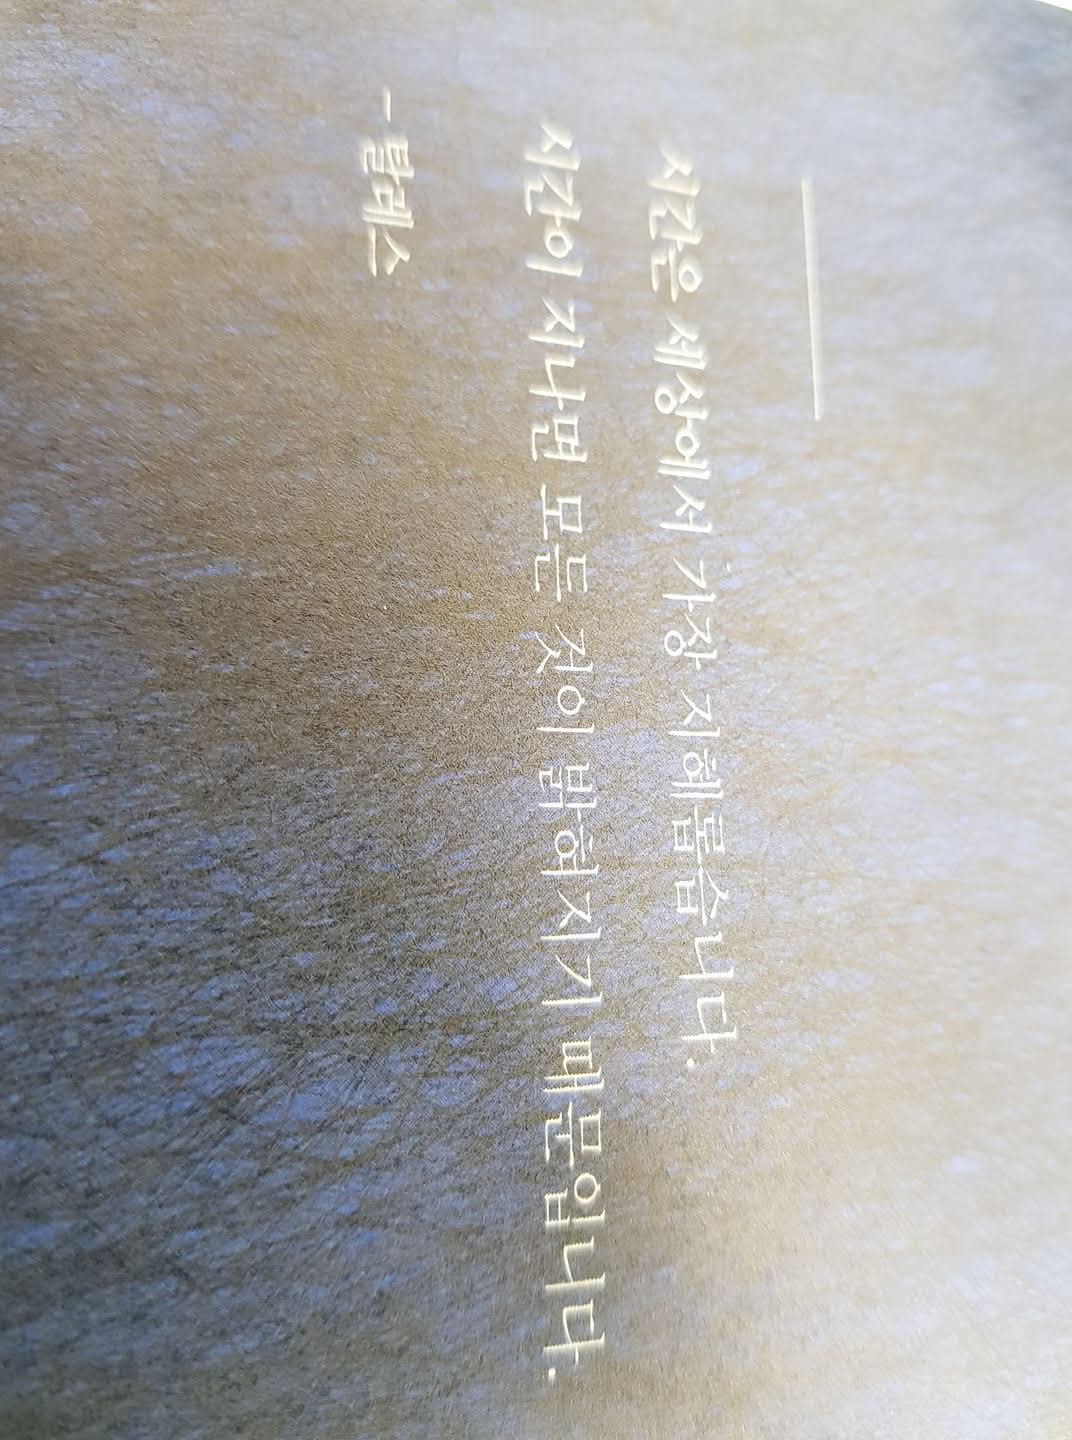 시간은 세상에서 가장 지혜롭습니다.
시간이 지나면 모든 것이 밝혀지기 때문입니다.
- 탈레스